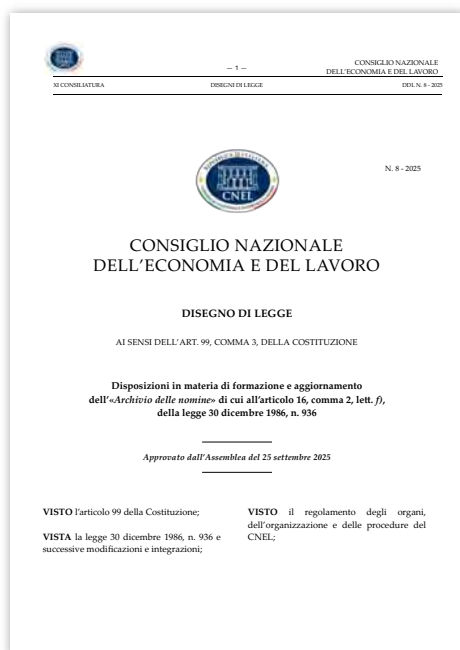 — 1 —
CONSIGLIO NAZIONALE
DELL'ECONOMIA E DEL LAVORO
XI CONSILIATURA DISEGNI DI LEGGE DDL N. 8 - 2025
N. 8 - 2025
CNEL
CONSIGLIO NAZIONALE
DELL'ECONOMIA E DEL LAVORO
DISEGNO DI LEGGE
AI SENSI DELL'ART. 99, COMMA 3, DELLA COSTITUZIONE
Disposizioni in materia di formazione e aggiornamento
dell'«Archivio delle nomine» di cui all'articolo 16, comma 2, lett. f),
della legge 30 dicembre 1986, n. 936
Approvato dall'Assemblea del 25 settembre 2025
VISTO l'articolo 99 della Costituzione;
VISTA la legge 30 dicembre 1986, n. 936 e
successive modificazioni e integrazioni;
VISTO il regolamento degli organi,
dell'organizzazione e delle procedure del
CNEL;